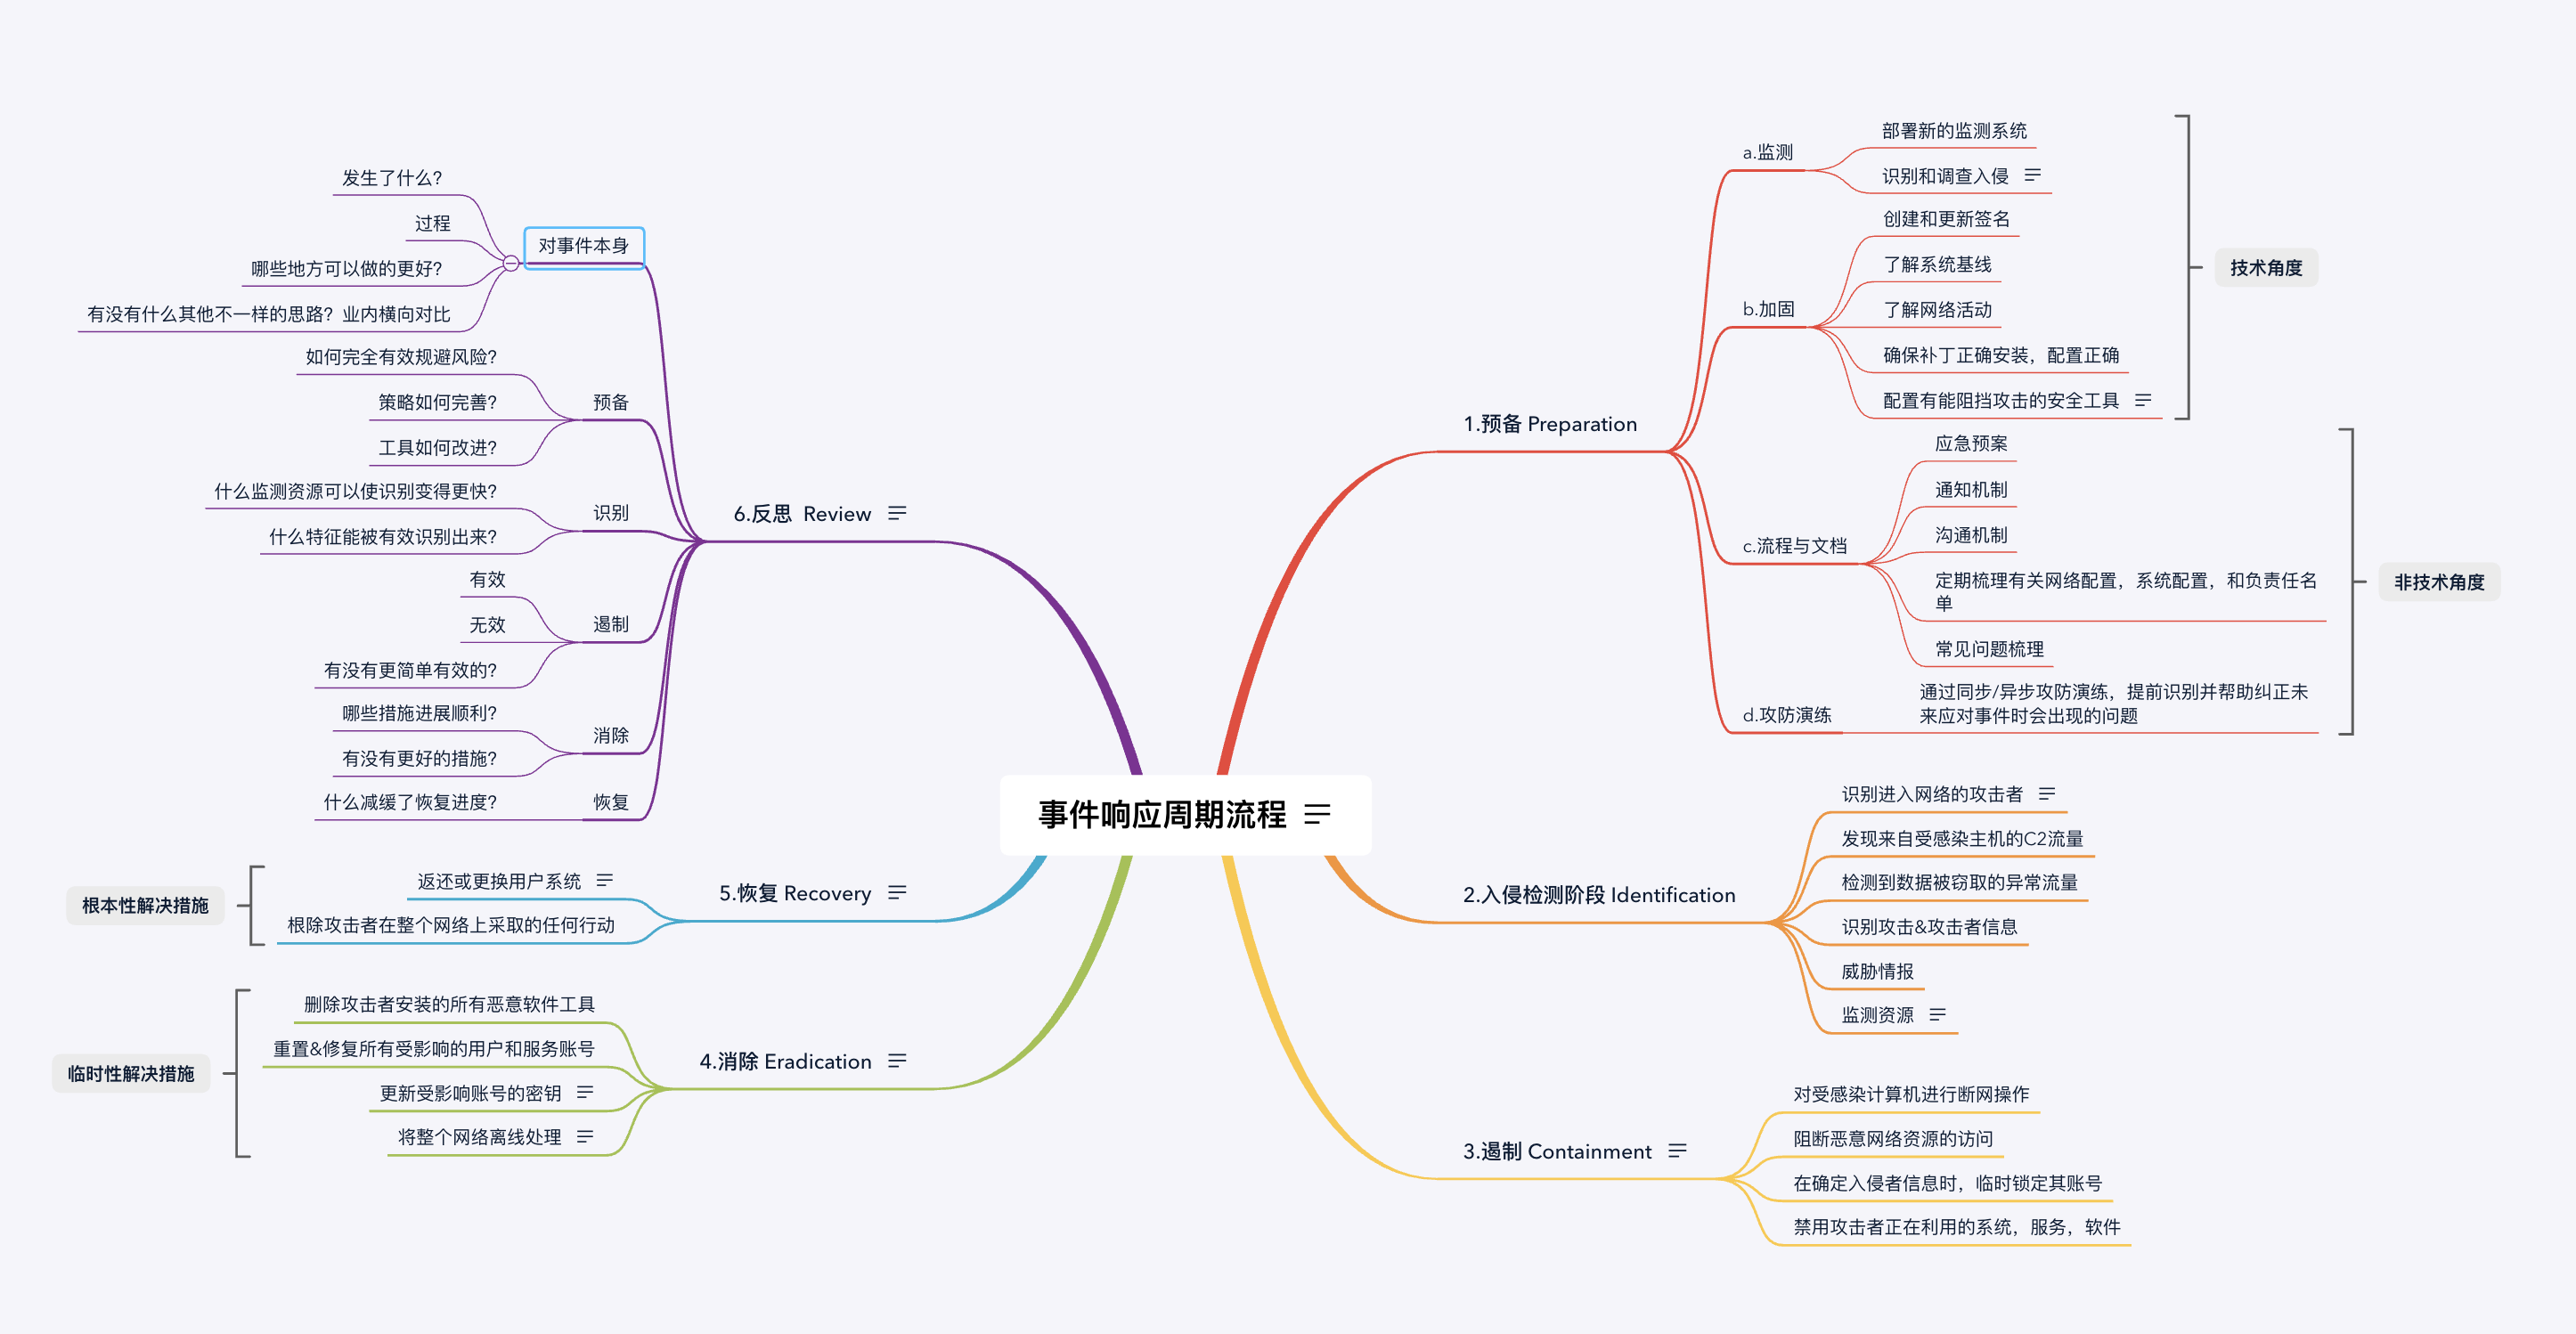 事件响应周期流程
1.预备 Preparation
a.监测
部署新的监测系统
识别和调查入侵
b.加固
创建和更新签名
了解系统基线
了解网络活动
确保补丁正确安装，配置正确
配置有能阻挡攻击的安全工具
技术角度
c.流程与文档
应急预案
通知机制
沟通机制
定期梳理有关网络配置，系统配置，和负责任名
单
常见问题梳理
d.攻防演练
通过同步/异步攻防演练，提前识别并帮助纠正未
来应对事件时会出现的问题
非技术角度
2.入侵检测阶段 Identification
识别进入网络的攻击者
发现来自受感染主机的C2流量
检测到数据被窃取的异常流量
识别攻击&攻击者信息
威胁情报
监测资源
3.遏制 Containment
对受感染计算机进行断网操作
阻断恶意网络资源的访问
在确定入侵者信息时，临时锁定其账号
禁用攻击者正在利用的系统，服务，软件
4.消除 Eradication
删除攻击者安装的所有恶意软件工具
重置&修复所有受影响的用户和服务账号
更新受影响账号的密钥
将整个网络离线处理
临时性解决措施
5.恢复 Recovery
返还或更换用户系统
根除攻击者在整个网络上采取的任何行动
根本性解决措施
6.反思 Review
对事件本身
发生了什么？
过程
哪些地方可以做的更好？
有没有什么其他不一样的思路？业内横向对比
预备
如何完全有效规避风险？
策略如何完善？
工具如何改进？
识别
什么监测资源可以使识别变得更快？
什么特征能被有效识别出来？
遏制
有效
无效
有没有更简单有效的？
消除
哪些措施进展顺利？
有没有更好的措施？
恢复
什么减缓了恢复进度？